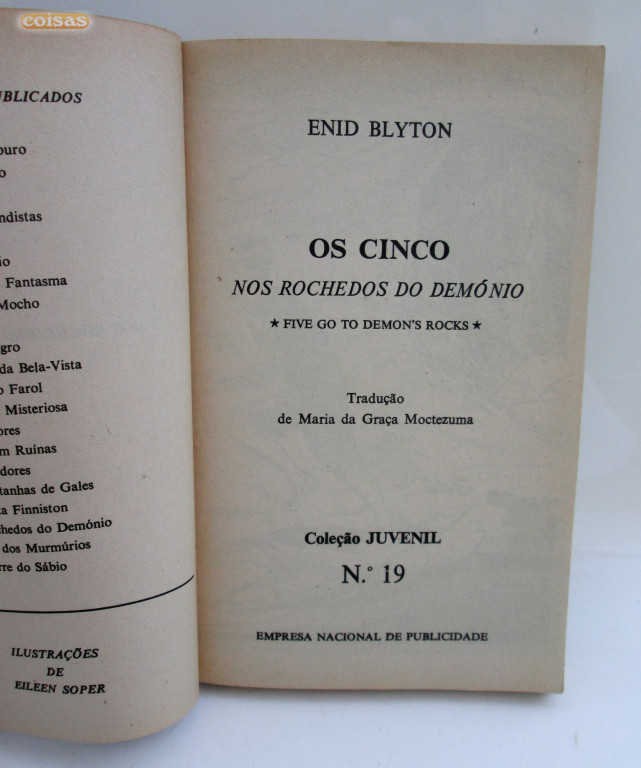 coisas
UBLICADOS
ouro
o
ndistas
io
Fantasma
Mocho
gro
da Bela-Vista
o Farol
Misteriosa
ores
m Ruínas
dores
tanhas de Gales
ta Finniston
chedos do Demónio
dos Murmúrios
rre do Sábio
ILUSTRAÇÕES
DE
EILEEN SOPER
ENID BLYTON
OS CINCO
NOS ROCHEDOS DO DEMÓNIO
★ FIVE GO TO DEMON'S ROCKS ★
Tradução
de Maria da Graça Moctezuma
Coleção JUVENIL
N.º 19
EMPRESA NACIONAL DE PUBLICIDADE